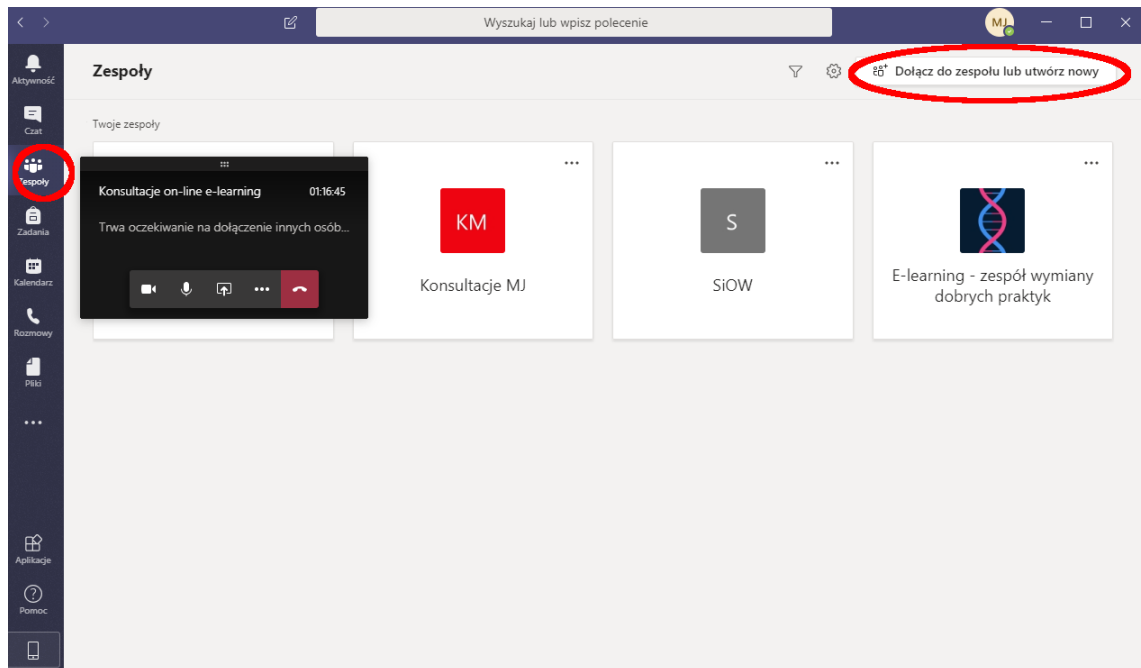 Wyszukaj lub wpisz polecenie
MJ
Aktywność
Czat
Zespoły
Zadania
Kalendarz
Rozmowy
Pliki
Aplikacje
Pomoc
Zespoły
Dołącz do zespołu lub utwórz nowy
Twoje zespoły
Konsultacje on-line e-learning 01:16:45
Trwa oczekiwanie na dołączenie innych osób...
KM
Konsultacje MJ
S
SiOW
E-learning - zespół wymiany
dobrych praktyk